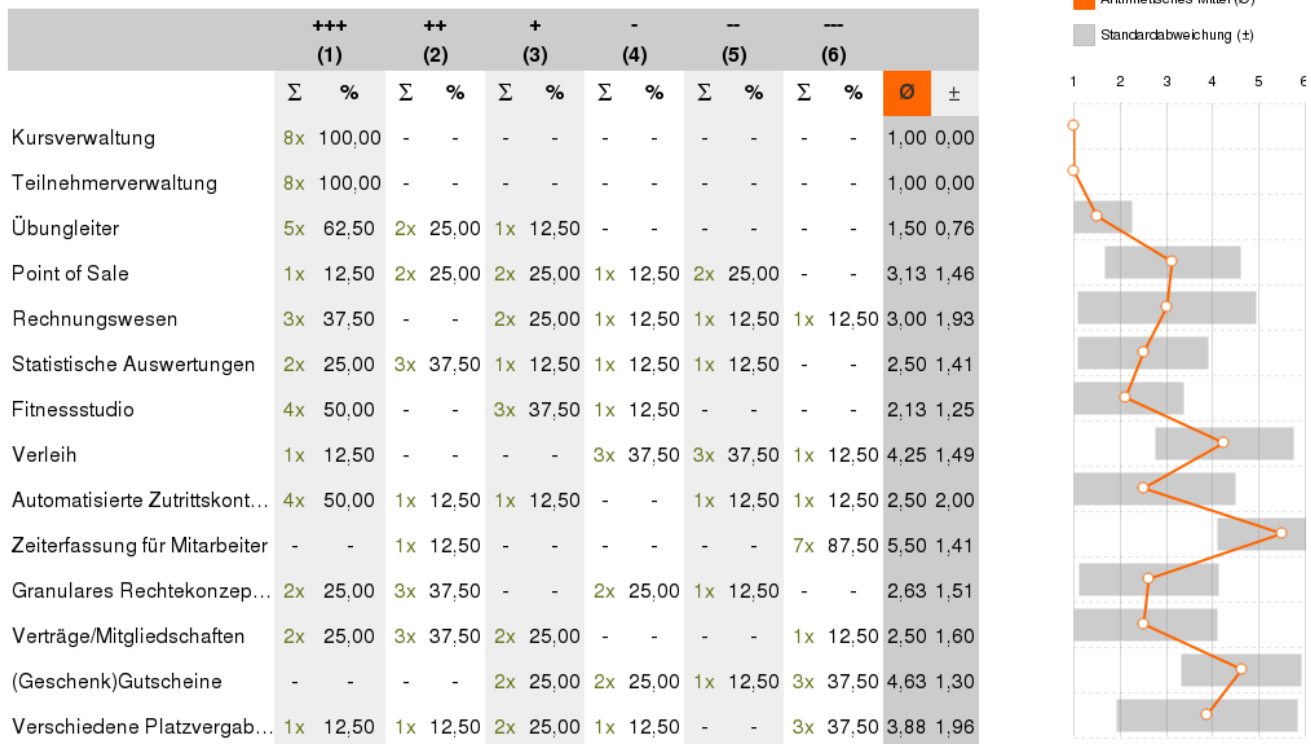 +++ ++ + - -- ---
(1) (2) (3) (4) (5) (6)
Σ % Σ % Σ % Σ % Σ % Σ % Ø ±
Kursverwaltung 8x 100,00 - - - - - - - - - - 1,00 0,00
Teilnehmerverwaltung 8x 100,00 - - - - - - - - - - 1,00 0,00
Übungleiter 5x 62,50 2x 25,00 1x 12,50 - - - - - - 1,50 0,76
Point of Sale 1x 12,50 2x 25,00 2x 25,00 1x 12,50 2x 25,00 - - 3,13 1,46
Rechnungswesen 3x 37,50 - - 2x 25,00 1x 12,50 1x 12,50 1x 12,50 3,00 1,93
Statistische Auswertungen 2x 25,00 3x 37,50 1x 12,50 1x 12,50 1x 12,50 - - 2,50 1,41
Fitnessstudio 4x 50,00 - - 3x 37,50 1x 12,50 - - - - 2,13 1,25
Verleih 1x 12,50 - - - - 3x 37,50 3x 37,50 1x 12,50 4,25 1,49
Automatisierte Zutrittskont... 4x 50,00 1x 12,50 1x 12,50 - - 1x 12,50 1x 12,50 2,50 2,00
Zeiterfassung für Mitarbeiter - - 1x 12,50 - - - - - - 7x 87,50 5,50 1,41
Granulares Rechtekonzep... 2x 25,00 3x 37,50 - - 2x 25,00 1x 12,50 - - 2,63 1,51
Verträge/Mitgliedschaften 2x 25,00 3x 37,50 2x 25,00 - - - - 1x 12,50 2,50 1,60
(Geschenk)Gutscheine - - - - 2x 25,00 2x 25,00 1x 12,50 3x 37,50 4,63 1,30
Verschiedene Platzvergab... 1x 12,50 1x 12,50 2x 25,00 1x 12,50 - - 3x 37,50 3,88 1,96
Arithmetisches Mittel (Ø)
Standardabweichung (±)
1 2 3 4 5 6